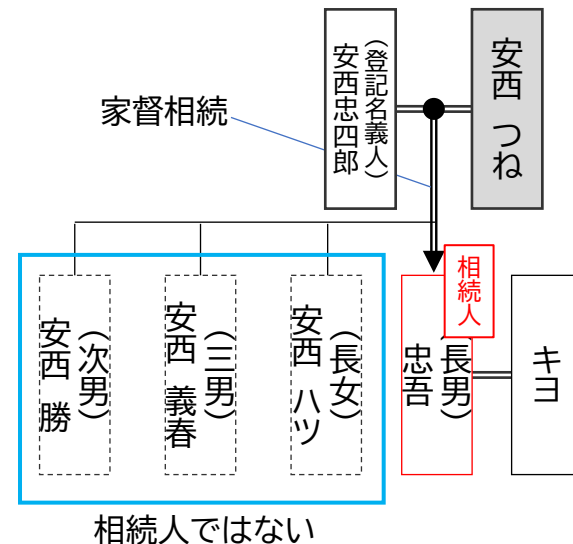 (登記名義人)
安西忠四郎
安西 つね
家督相続
相続人
(長男)
忠吾
キヨ
(長女)
安西 ハツ
(三男)
安西 義春
(次男)
安西 勝
相続人ではない